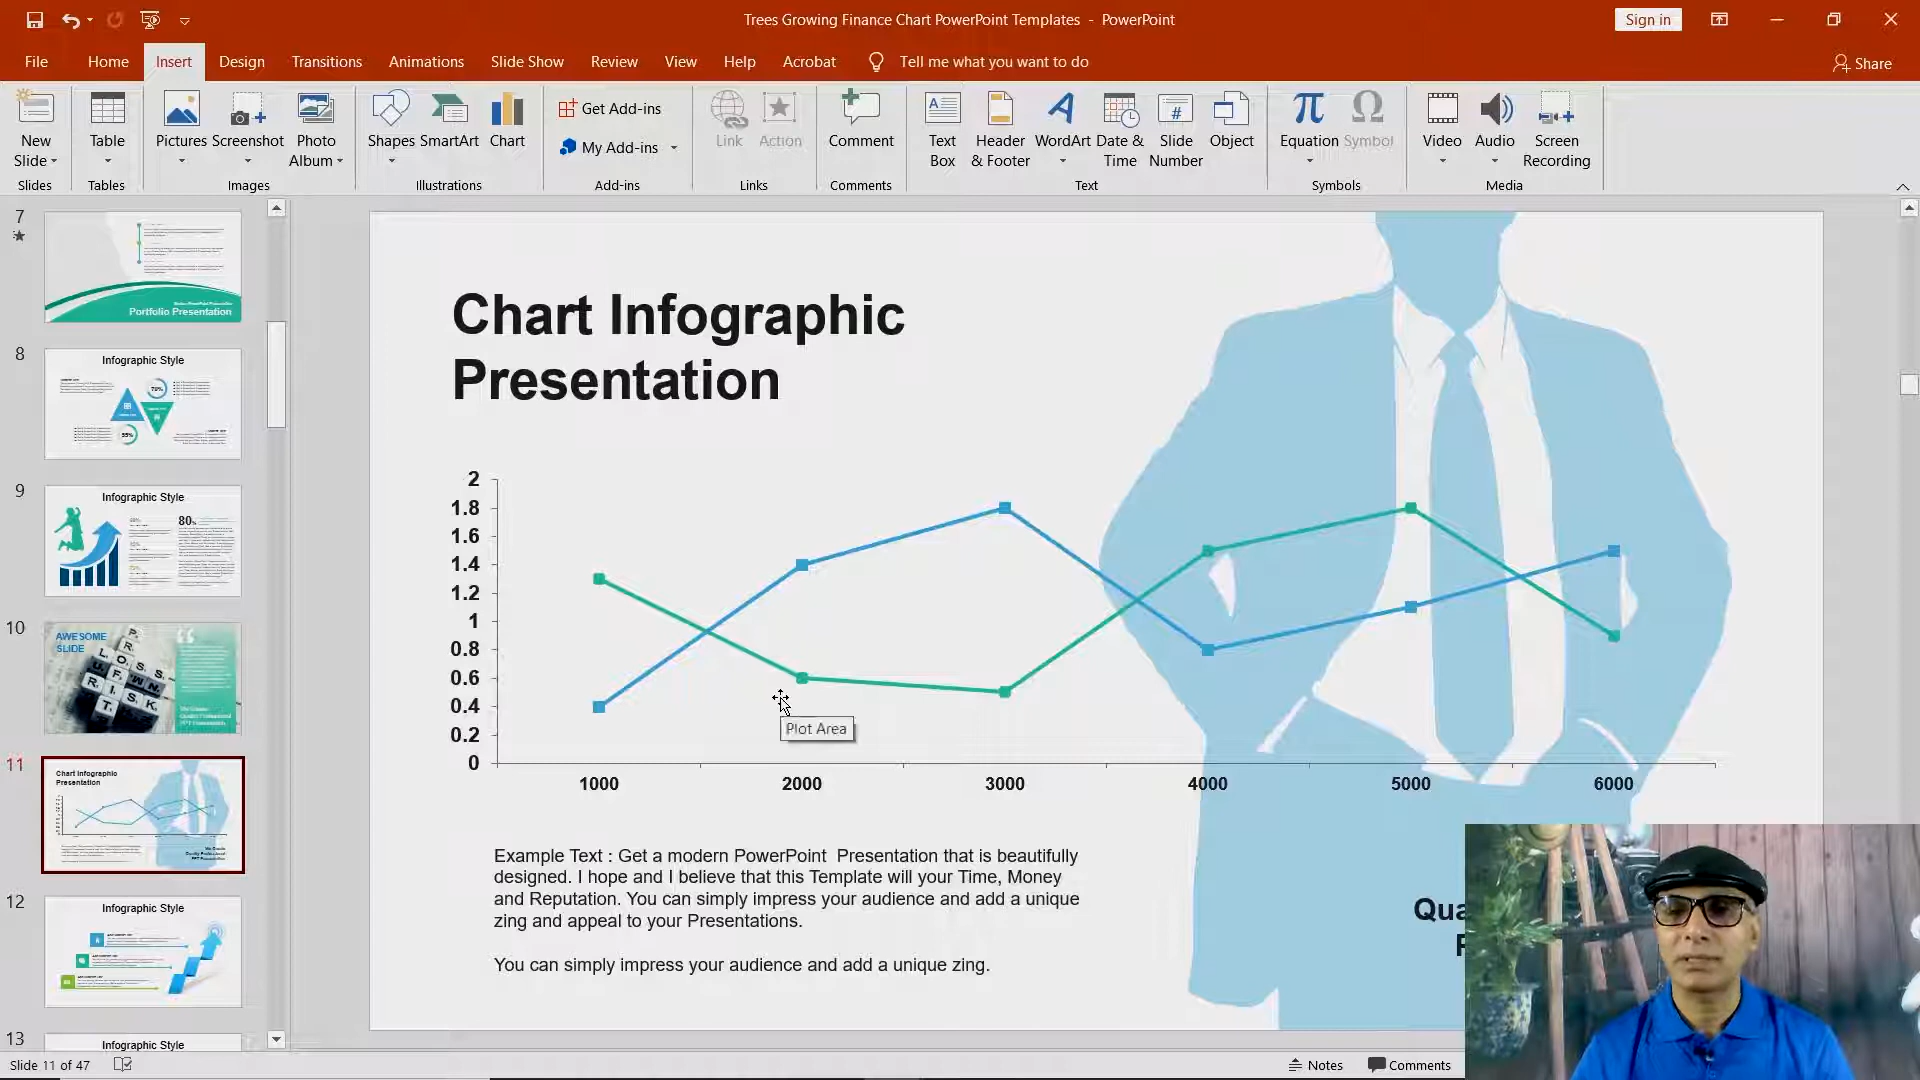 Trees Growing Finance Chart PowerPoint Templates - PowerPoint
Sign in
File Home Insert Design Transitions Animations Slide Show Review View Help Acrobat Tell me what you want to do
Share
New Slide
Table
Pictures
Screenshot
Photo Album
Shapes
SmartArt
Chart
Get Add-ins
My Add-ins
Link
Action
Comment
Text Box
Header & Footer
WordArt
Date & Time
Slide Number
Object
Equation
Symbol
Video
Audio
Screen Recording
Slides
Tables
Images
Illustrations
Add-ins
Links
Comments
Text
Symbols
Media
7
Portfolio Presentation
8
Infographic Style
9
Infographic Style
80%
10
AWESOME
SLIDE
11
Chart Infographic
Presentation
12
Infographic Style
13
Infographic Style
Chart Infographic
Presentation
2
1.8
1.6
1.4
1.2
1
0.8
0.6
0.4
0.2
0
1000 2000 3000 4000 5000 6000
Plot Area
Example Text : Get a modern PowerPoint Presentation that is beautifully
designed. I hope and I believe that this Template will your Time, Money
and Reputation. You can simply impress your audience and add a unique
zing and appeal to your Presentations.
You can simply impress your audience and add a unique zing.
Qua
Slide 11 of 47
Notes
Comments